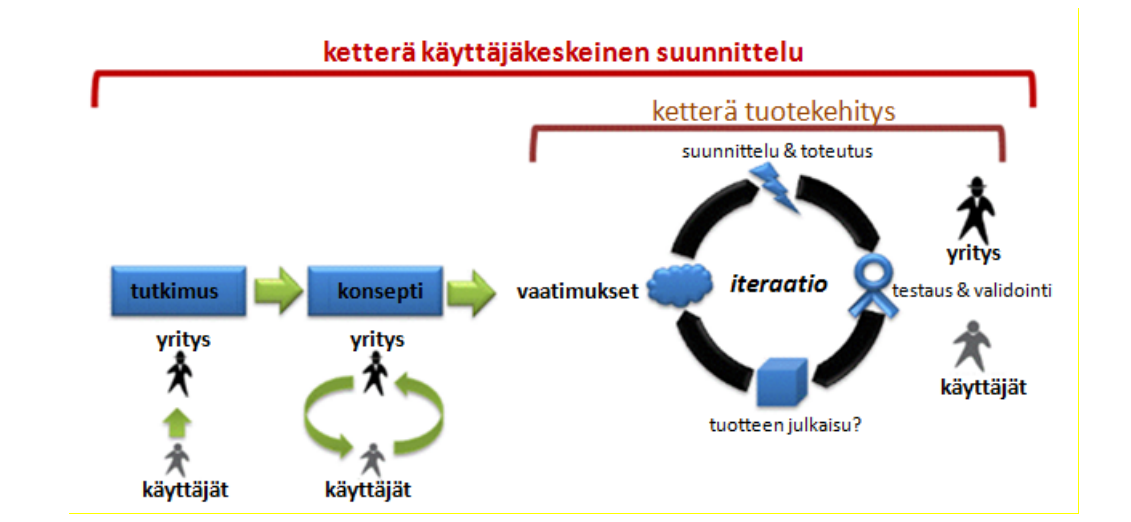 ketterä käyttäjäkeskeinen suunnittelu
ketterä tuotekehitys
suunnittelu & toteutus
tutkimus
konsepti
vaatimukset
iteraatio
testaus & validointi
yritys
käyttäjät
tuotteen julkaisu?
yritys
käyttäjät
yritys
käyttäjät